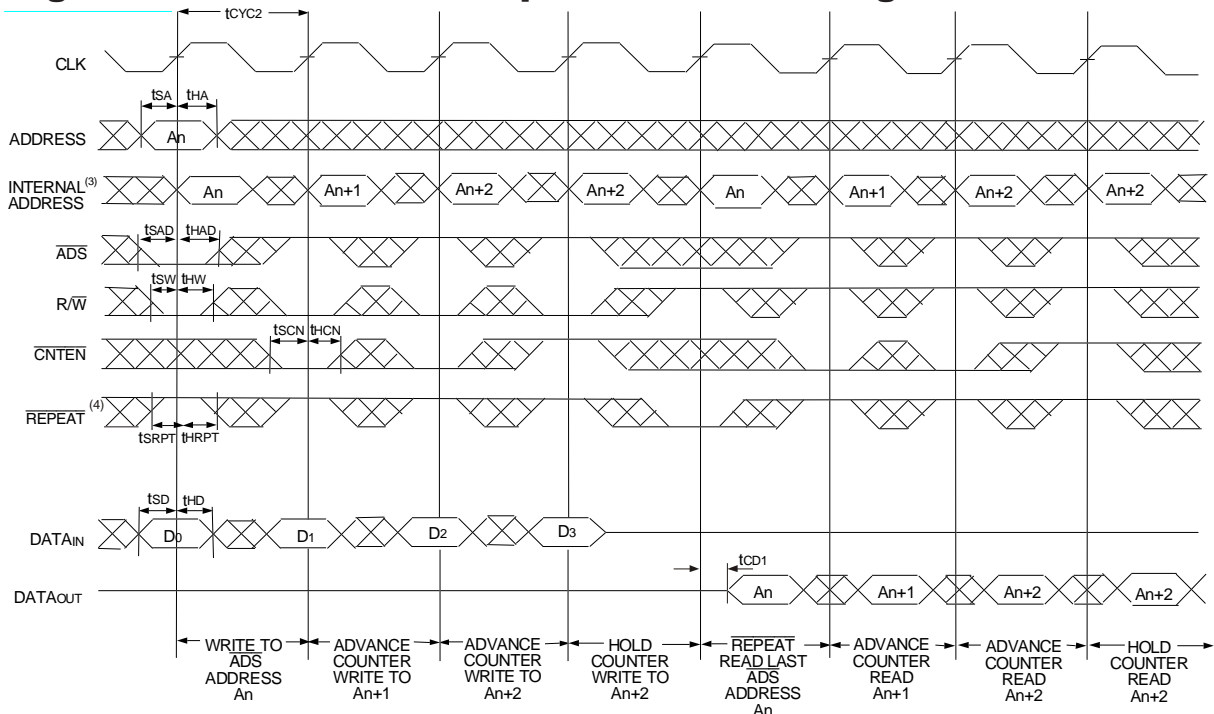 tCYC2
CLK
tSA tHA
ADDRESS An
INTERNAL(3) ADDRESS An An+1 An+2 An+2 An An+1 An+2 An+2
tSAD tHAD
ADS
tSW tHW
R/W
tSCN tHCN
CNTEN
REPEAT (4)
tSRPT tHRPT
tSD tHD
DATAIN D0 D1 D2 D3
tCD1
DATAOUT An An+1 An+2 An+2
WRITE TO ADS ADDRESS An
ADVANCE COUNTER WRITE TO An+1
ADVANCE COUNTER WRITE TO An+2
HOLD COUNTER WRITE TO An+2
REPEAT READ LAST ADS ADDRESS An
ADVANCE COUNTER READ An+1
ADVANCE COUNTER READ An+2
HOLD COUNTER READ An+2